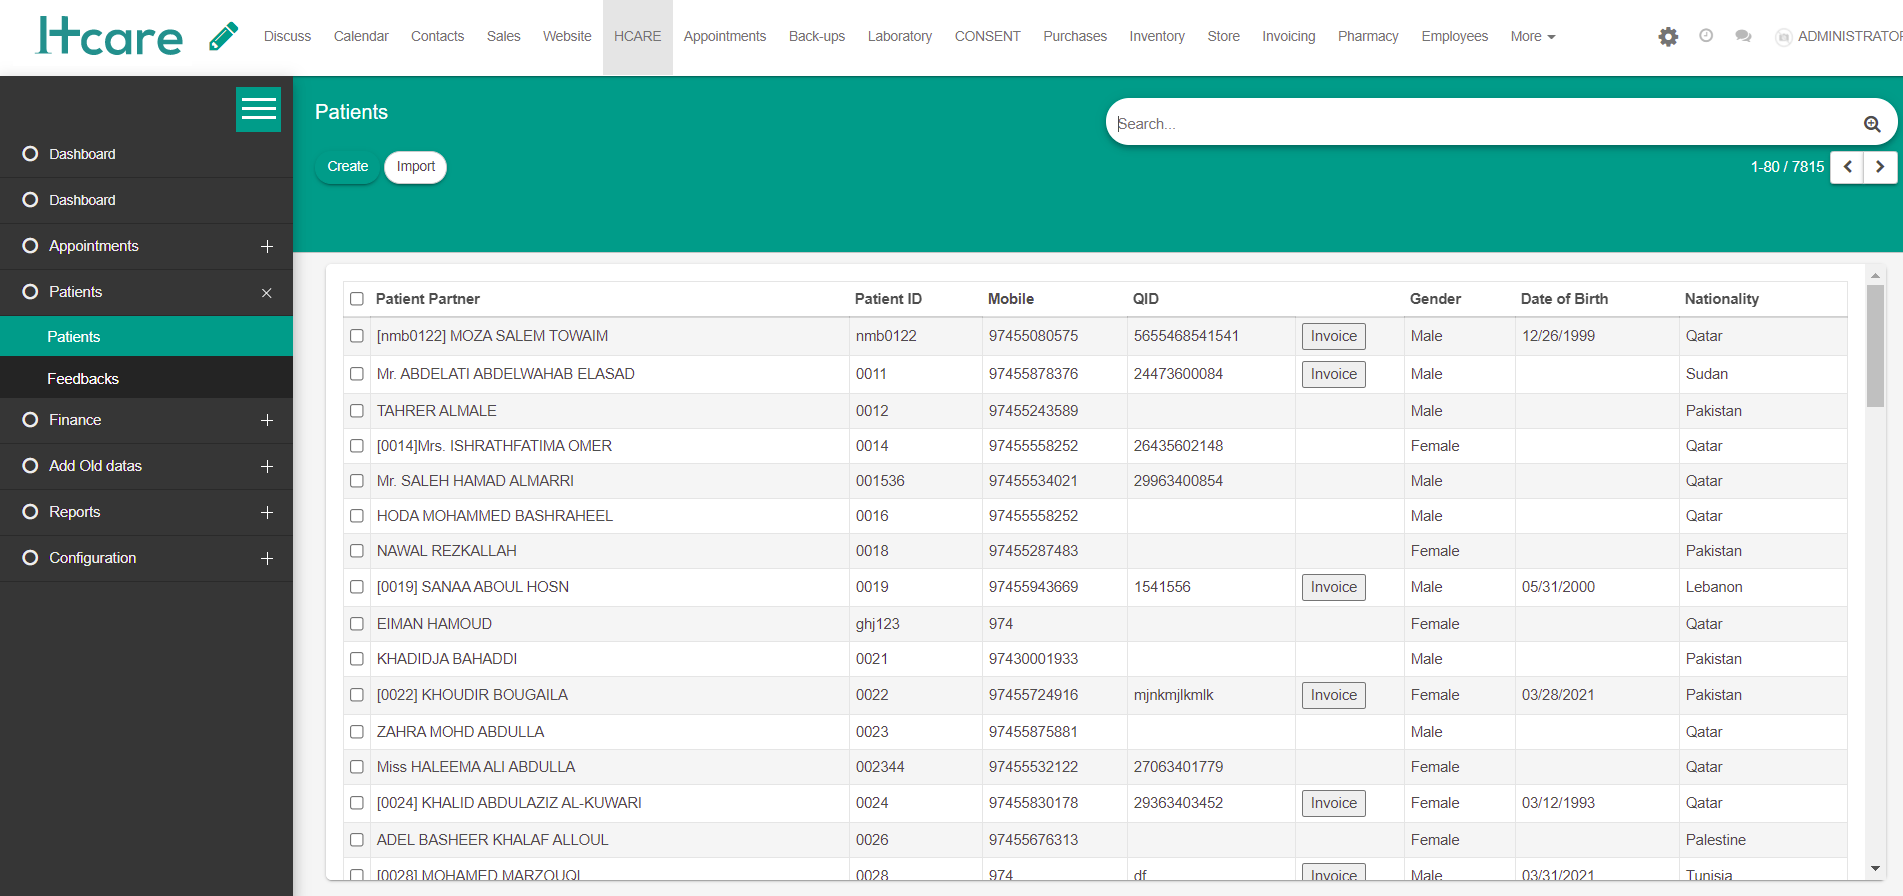 Hcare Discuss Calendar Contacts Sales Website HCARE Appointments Back-ups Laboratory CONSENT Purchases Inventory Store Invoicing Pharmacy Employees More ADMINISTRATOR
Patients
Search...
Create Import
1-80 / 7815
Dashboard
Dashboard
Appointments
Patients
Patients
Feedbacks
Finance
Add Old datas
Reports
Configuration
Patient Partner Patient ID Mobile QID Gender Date of Birth Nationality
[nmb0122] MOZA SALEM TOWAIM nmb0122 97455080575 5655468541541 Invoice Male 12/26/1999 Qatar
Mr. ABDELATI ABDELWAHAB ELASAD 0011 97455878376 24473600084 Invoice Male Sudan
TAHRER ALMALE 0012 97455243589 Male Pakistan
[0014]Mrs. ISHRATHFATIMA OMER 0014 97455558252 26435602148 Female Qatar
Mr. SALEH HAMAD ALMARRI 001536 97455534021 29963400854 Male Qatar
HODA MOHAMMED BASHRAHEEL 0016 97455558252 Male Qatar
NAWAL REZKALLAH 0018 97455287483 Female Pakistan
[0019] SANAA ABOUL HOSN 0019 97455943669 1541556 Invoice Male 05/31/2000 Lebanon
EIMAN HAMOUD ghj123 974 Female Qatar
KHADIDJA BAHADDI 0021 97430001933 Male Pakistan
[0022] KHOUDIR BOUGAILA 0022 97455724916 mjnkmjlkmlk Invoice Female 03/28/2021 Pakistan
ZAHRA MOHD ABDULLA 0023 97455875881 Male Qatar
Miss HALEEMA ALI ABDULLA 002344 97455532122 27063401779 Female Qatar
[0024] KHALID ABDULAZIZ AL-KUWARI 0024 97455830178 29363403452 Invoice Female 03/12/1993 Qatar
ADEL BASHEER KHALAF ALLOUL 0026 97455676313 Female Palestine
[0028] MOHAMED MARZOUQI 0028 974 df Invoice Male 03/31/2021 Tunisia